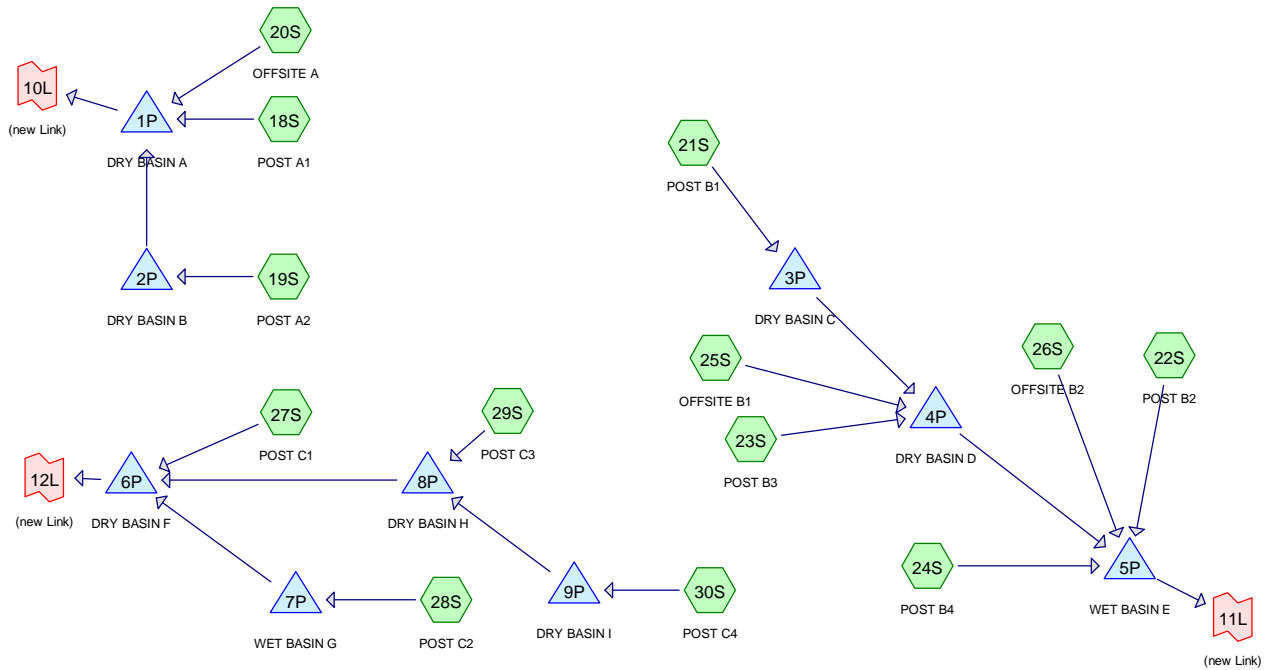 20S
OFFSITE A
10L
(new Link)
1P
DRY BASIN A
18S
POST A1
2P
DRY BASIN B
19S
POST A2
21S
POST B1
3P
DRY BASIN C
25S
OFFSITE B1
23S
POST B3
4P
DRY BASIN D
26S
OFFSITE B2
22S
POST B2
24S
POST B4
5P
WET BASIN E
11L
(new Link)
27S
POST C1
29S
POST C3
12L
(new Link)
6P
DRY BASIN F
8P
DRY BASIN H
7P
WET BASIN G
28S
POST C2
9P
DRY BASIN I
30S
POST C4